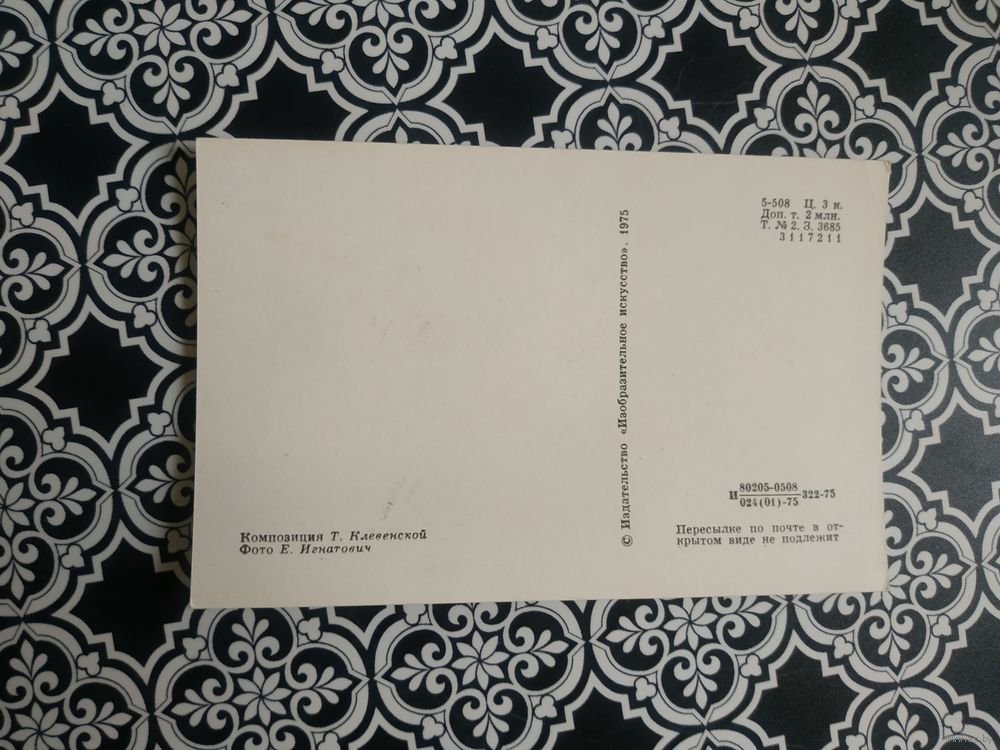 5-508 Ц. 3 к.
Доп. т. 2 млн.
Т. № 2. З. 3685
3117211
© Издательство «Изобразительное искусство». 1975
И 80205-0508 322-75
024(01)-75
Композиция Т. Клевенской
Фото Е. Игнатович
Пересылке по почте в от-
крытом виде не подлежит